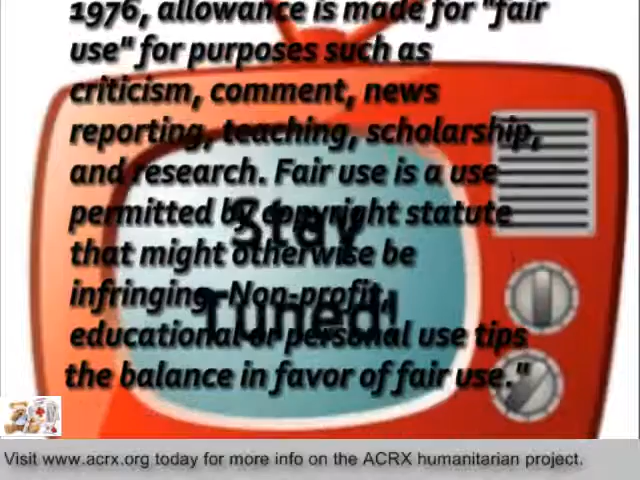 1976, allowance is made for "fair
use" for purposes such as
criticism, comment, news
reporting, teaching, scholarship,
and research. Fair use is a use
permitted by copyright statute
that might otherwise be
infringing. Non-profit,
educational or personal use tips
the balance in favor of fair use."
Stay
Tuned!
Visit www.acrx.org today for more info on the ACRX humanitarian project.